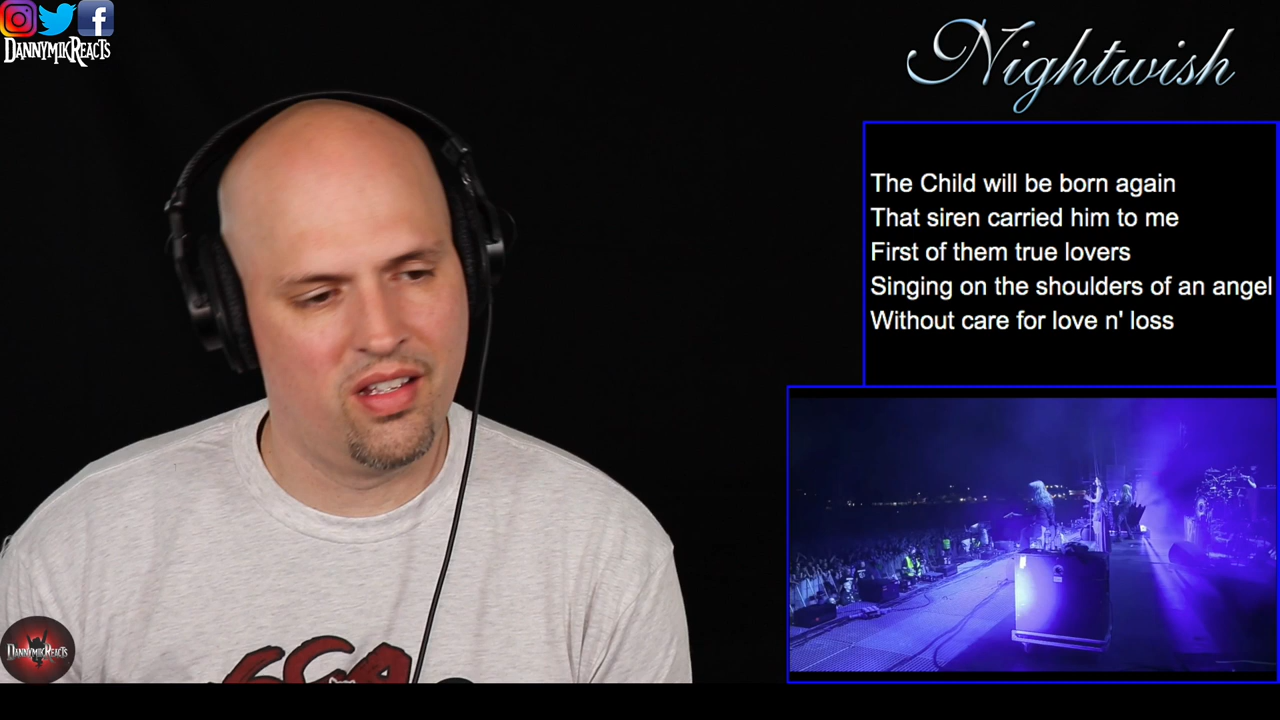 DannymikReacts
Nightwish
The Child will be born again
That siren carried him to me
First of them true lovers
Singing on the shoulders of an angel
Without care for love n' loss
DannymikReacts